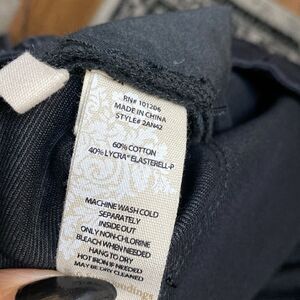 RN# 101206
MADE IN CHINA
STYLE# 2AN42
60% COTTON
40% LYCRA® ELASTERELL-P
MACHINE WASH COLD
SEPARATELY
INSIDE OUT
ONLY NON-CHLORINE
BLEACH WHEN NEEDED
HANG TO DRY
HOT IRON IF NEEDED
MAY BE DRY CLEANED